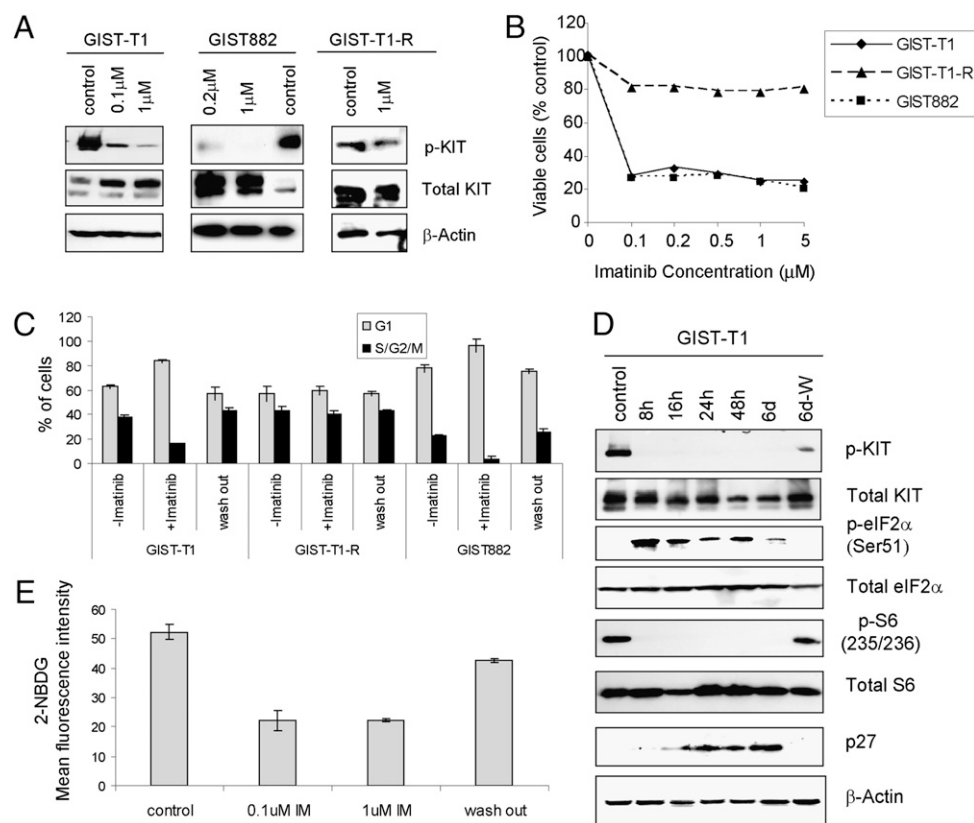 A
GIST-T1
GIST882
GIST-T1-R
control
0.1μM
1μM
0.2μM
1μM
control
control
1μM
p-KIT
Total KIT
β-Actin
B
Viable cells (% control)
120
100
80
60
40
20
0
0
0.1
0.2
0.5
1
5
Imatinib Concentration (μM)
GIST-T1
GIST-T1-R
GIST882
C
% of cells
120
100
80
60
40
20
0
G1
S/G2/M
-Imatinib
+Imatinib
wash out
-Imatinib
+Imatinib
wash out
-Imatinib
+Imatinib
wash out
GIST-T1
GIST-T1-R
GIST882
D
GIST-T1
control
8h
16h
24h
48h
6d
6d-W
p-KIT
Total KIT
p-eIF2α
(Ser51)
Total eIF2α
p-S6
(235/236)
Total S6
p27
β-Actin
E
2-NBDG
Mean fluorescence intensity
60
50
40
30
20
10
0
control
0.1uM IM
1uM IM
wash out